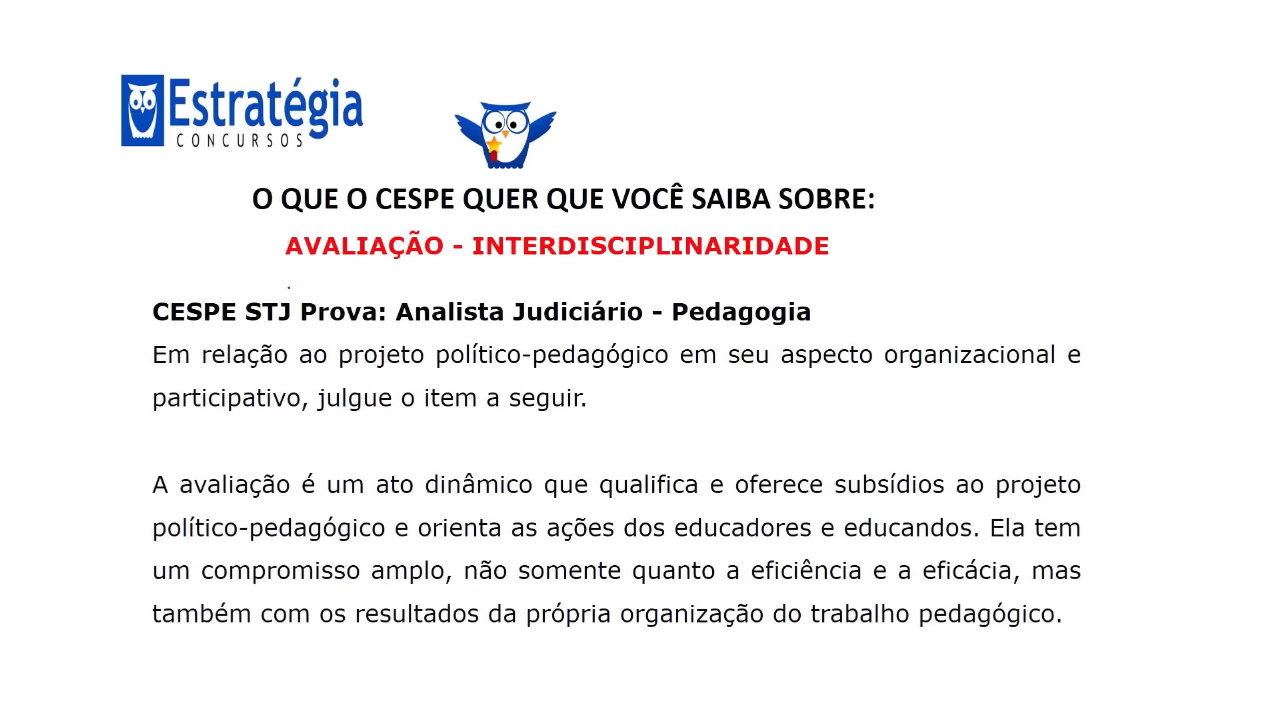 Estratégia
CONCURSOS
O QUE O CESPE QUER QUE VOCÊ SAIBA SOBRE:
AVALIAÇÃO - INTERDISCIPLINARIDADE
CESPE STJ Prova: Analista Judiciário - Pedagogia
Em relação ao projeto político-pedagógico em seu aspecto organizacional e
participativo, julgue o item a seguir.
A avaliação é um ato dinâmico que qualifica e oferece subsídios ao projeto
político-pedagógico e orienta as ações dos educadores e educandos. Ela tem
um compromisso amplo, não somente quanto a eficiência e a eficácia, mas
também com os resultados da própria organização do trabalho pedagógico.